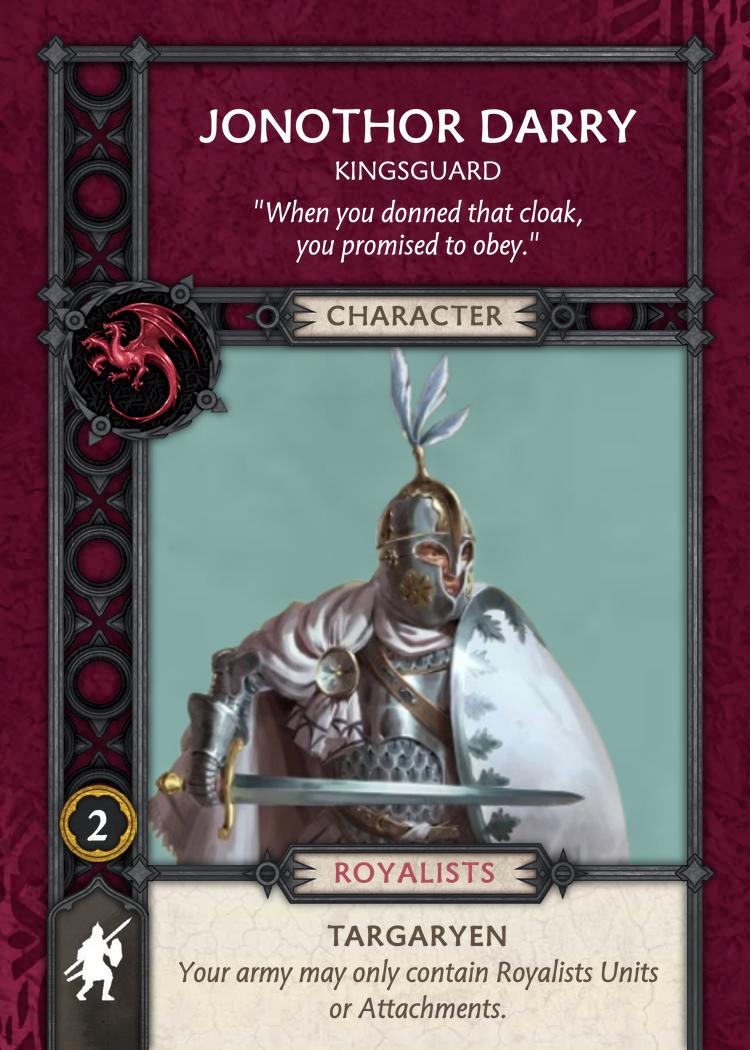 JONOTHOR DARRY
KINGSGUARD
"When you donned that cloak,
you promised to obey."
CHARACTER
2
ROYALISTS
TARGARYEN
Your army may only contain Royalists Units
or Attachments.